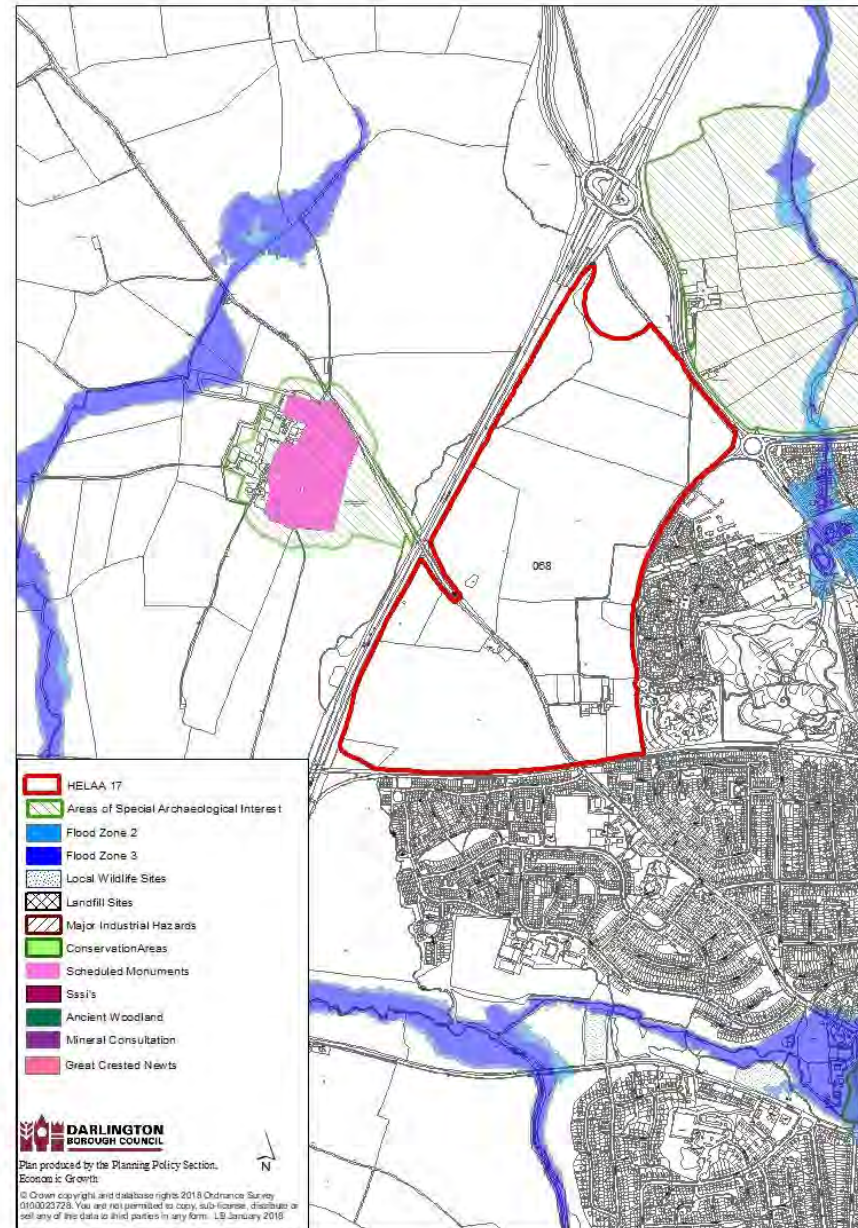 068
HELAA 17
Areas of Special Archaeological Interest
Flood Zone 2
Flood Zone 3
Local Wildlife Sites
Landfill Sites
Major Industrial Hazards
ConservationAreas
Scheduled Monuments
Sssi's
Ancient Woodland
Mineral Consultation
Great Crested Newts
DARLINGTON
BOROUGH COUNCIL
N
Plan produced by the Planning Policy Section,
Economic Growth
© Crown copyright and database rights 2018 Ordnance Survey
0100023728. You are not permitted to copy, sub-license, distribute or
sell any of this data to third parties in any form. LB January 2018